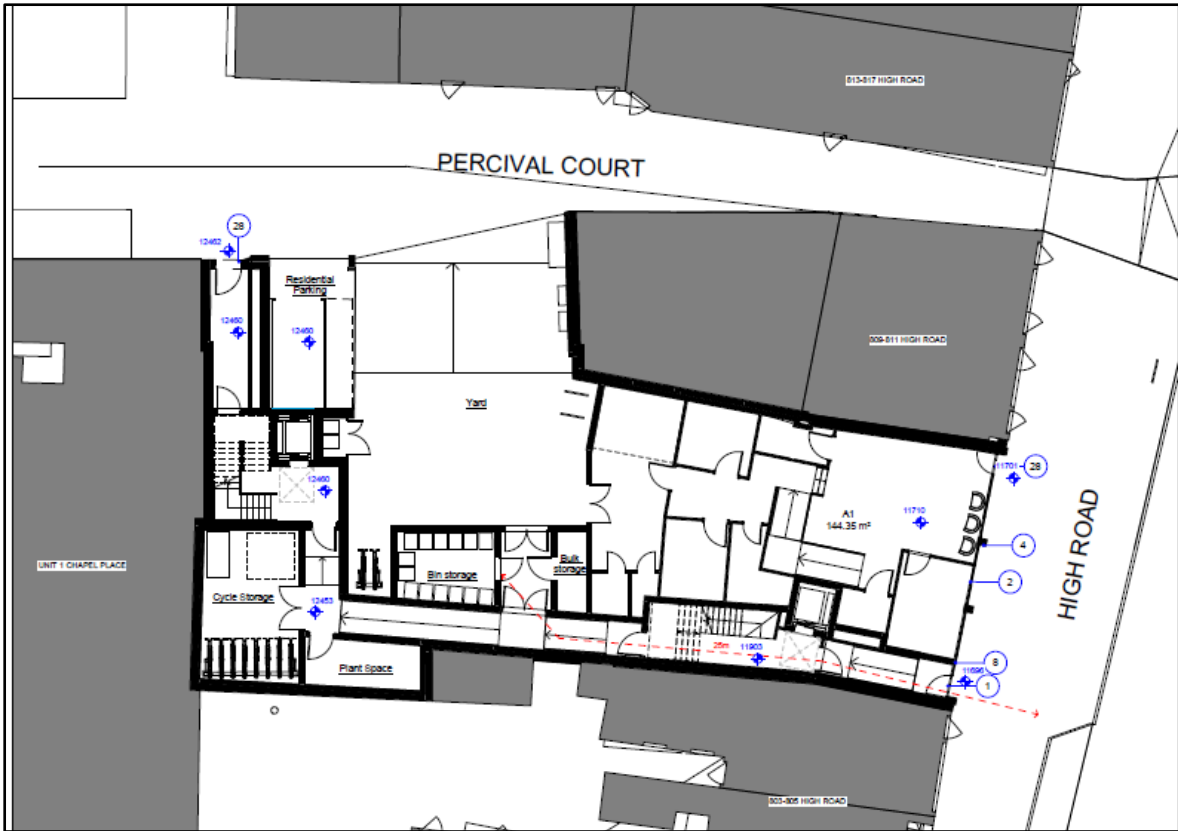 813-817 HIGH ROAD
PERCIVAL COURT
28
12462
Residential
Parking
12460
12460
809-811 HIGH ROAD
Yard
11701
28
12460
A1
144.35 m²
11710
HIGH ROAD
4
UNIT 1 CHAPEL PLACE
Bin storage
Bulk
storage
2
Cycle Storage
12453
25m
11903
Plant Space
8
11696
1
803-805 HIGH ROAD